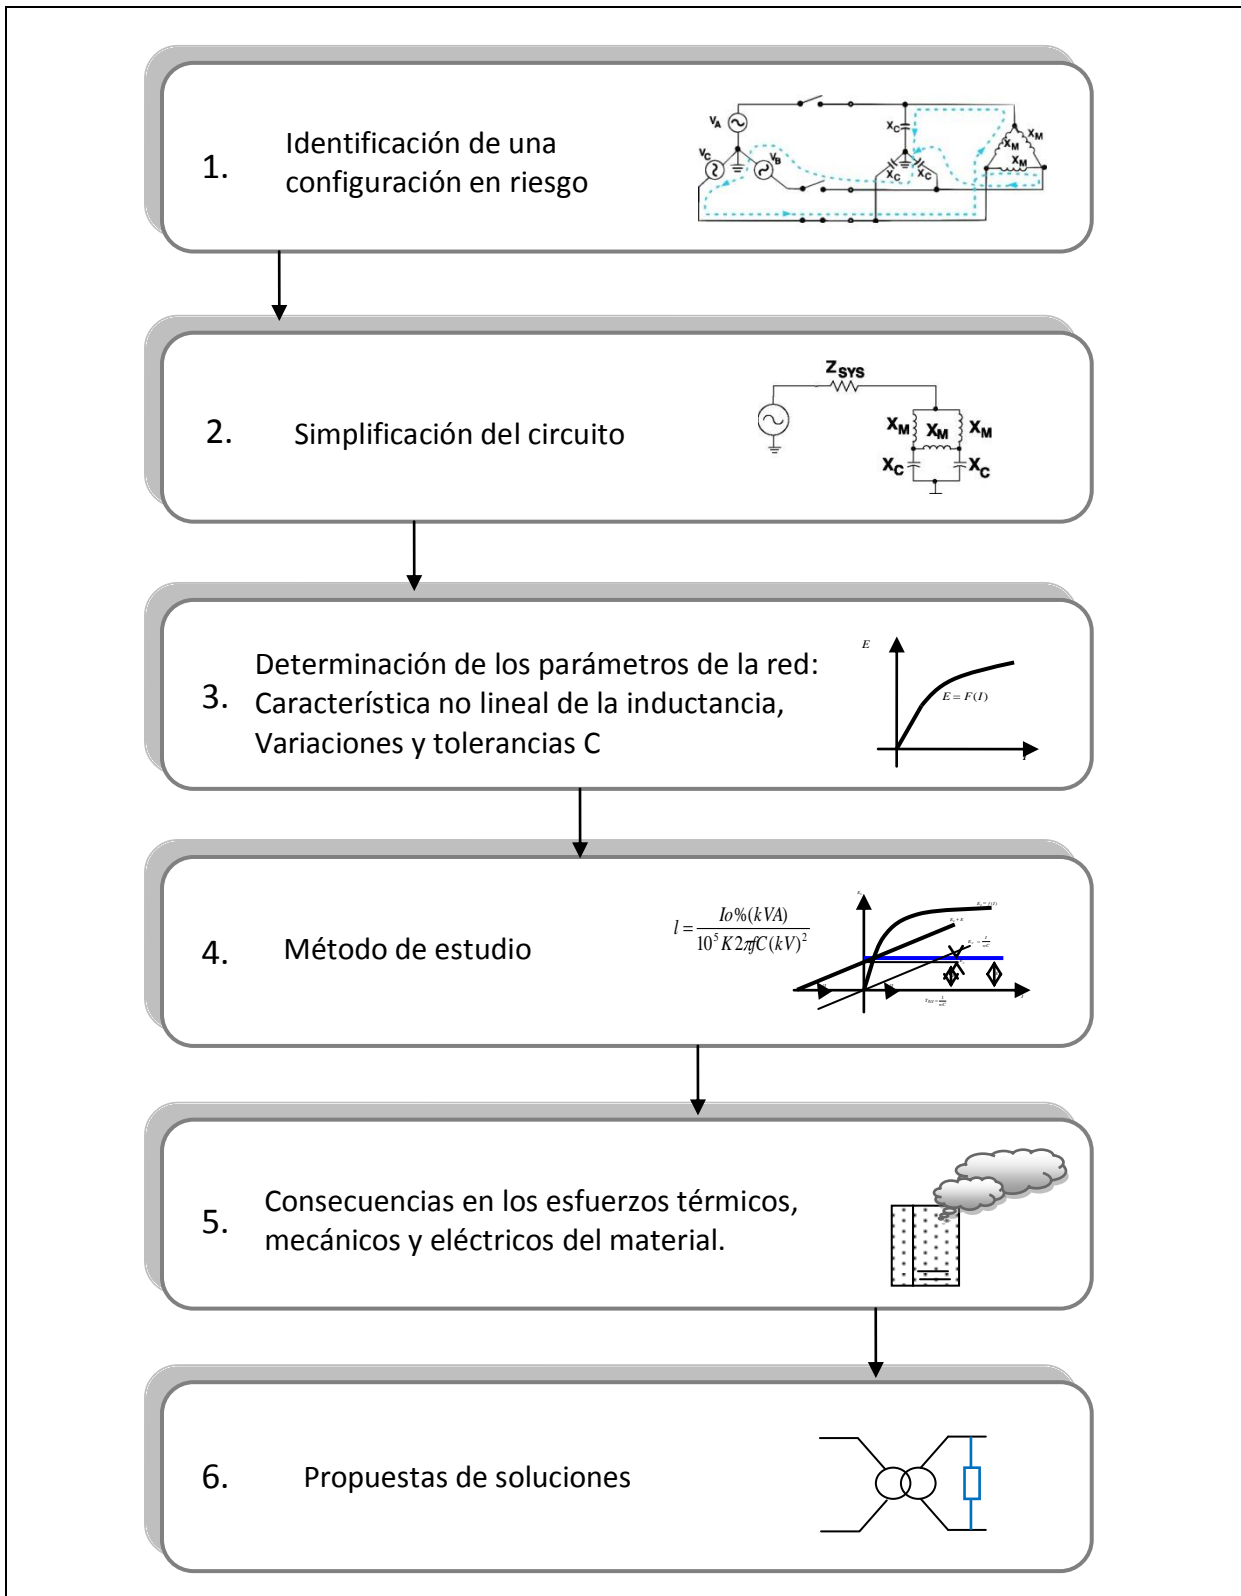 1.
Identificación de una
configuración en riesgo
VA
VC
VB
XC
XC
XC
XM
XM
XM
2.
Simplificación del circuito
ZSYS
XM
XM
XM
XC
XC
3.
Determinación de los parámetros de la red:
Característica no lineal de la inductancia,
Variaciones y tolerancias C
E
E = F(I)
I
4.
Método de estudio
l = Io%(kVA) / 10^5 K2πfC(kV)^2
5.
Consecuencias en los esfuerzos térmicos,
mecánicos y eléctricos del material.
6.
Propuestas de soluciones